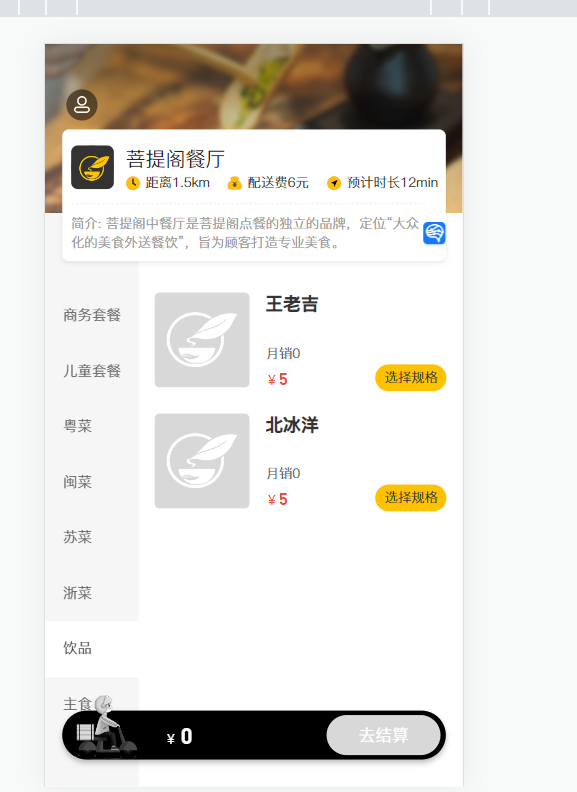 菩提阁餐厅
距离1.5km 配送费6元 预计时长12min
简介: 菩提阁中餐厅是菩提阁点餐的独立的品牌，定位“大众
化的美食外送餐饮”，旨为顾客打造专业美食。
商务套餐
儿童套餐
粤菜
闽菜
苏菜
浙菜
饮品
主食
王老吉
月销0
￥5
选择规格
北冰洋
月销0
￥5
选择规格
￥0
去结算